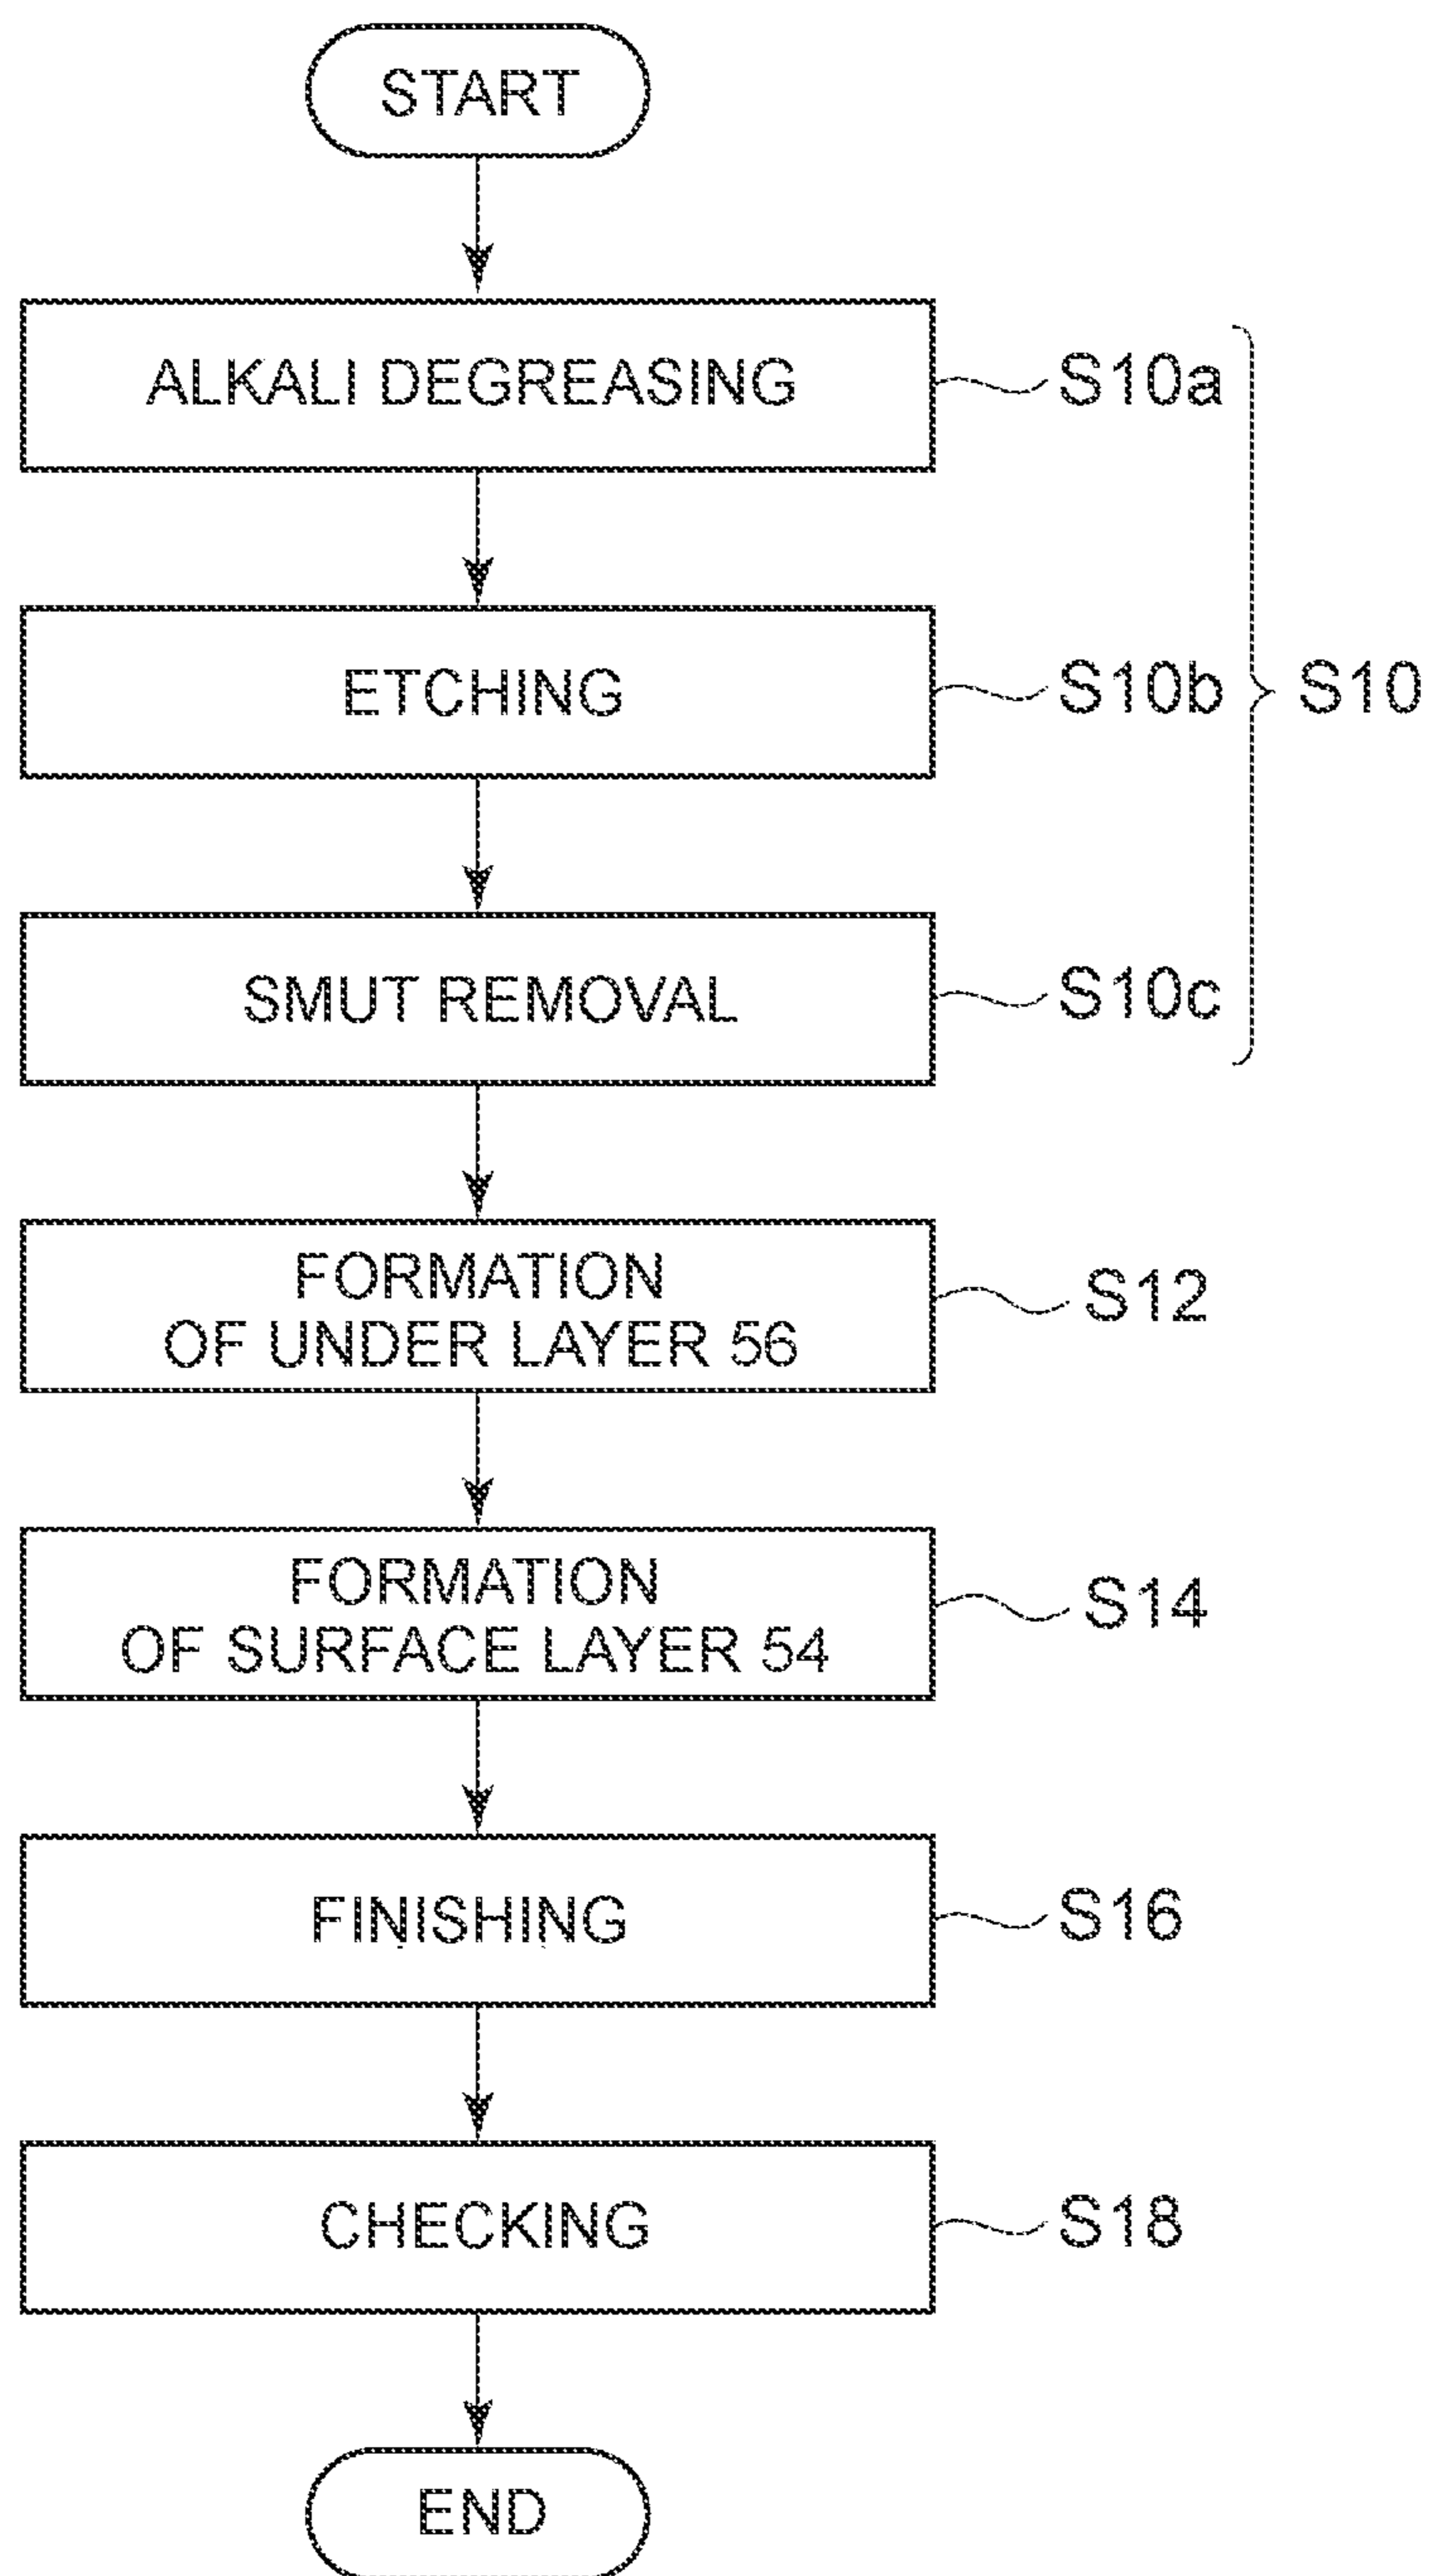 START
ALKALI DEGREASING
S10a
ETCHING
S10b
S10
SMUT REMOVAL
S10c
FORMATION
OF UNDER LAYER 56
S12
FORMATION
OF SURFACE LAYER 54
S14
FINISHING
S16
CHECKING
S18
END